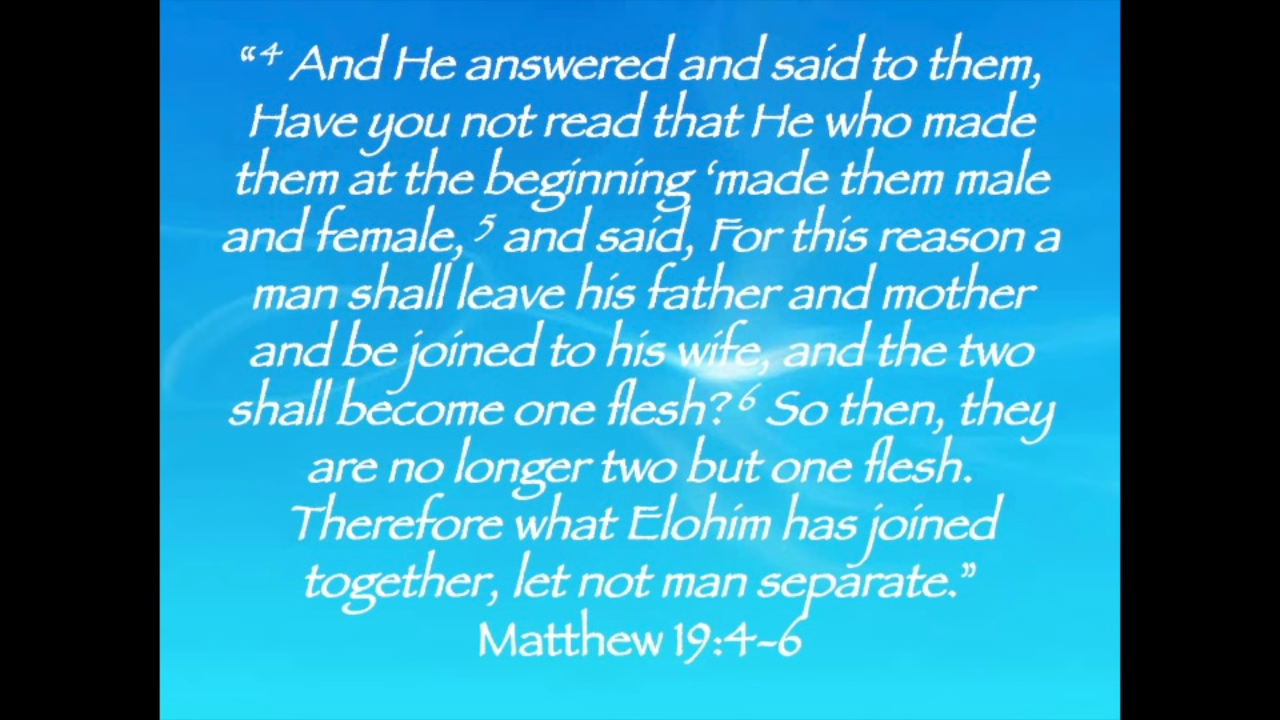 “⁴ And He answered and said to them,
Have you not read that He who made
them at the beginning ‘made them male
and female, ⁵ and said, For this reason a
man shall leave his father and mother
and be joined to his wife, and the two
shall become one flesh? ⁶ So then, they
are no longer two but one flesh.
Therefore what Elohim has joined
together, let not man separate.”
Matthew 19:4-6